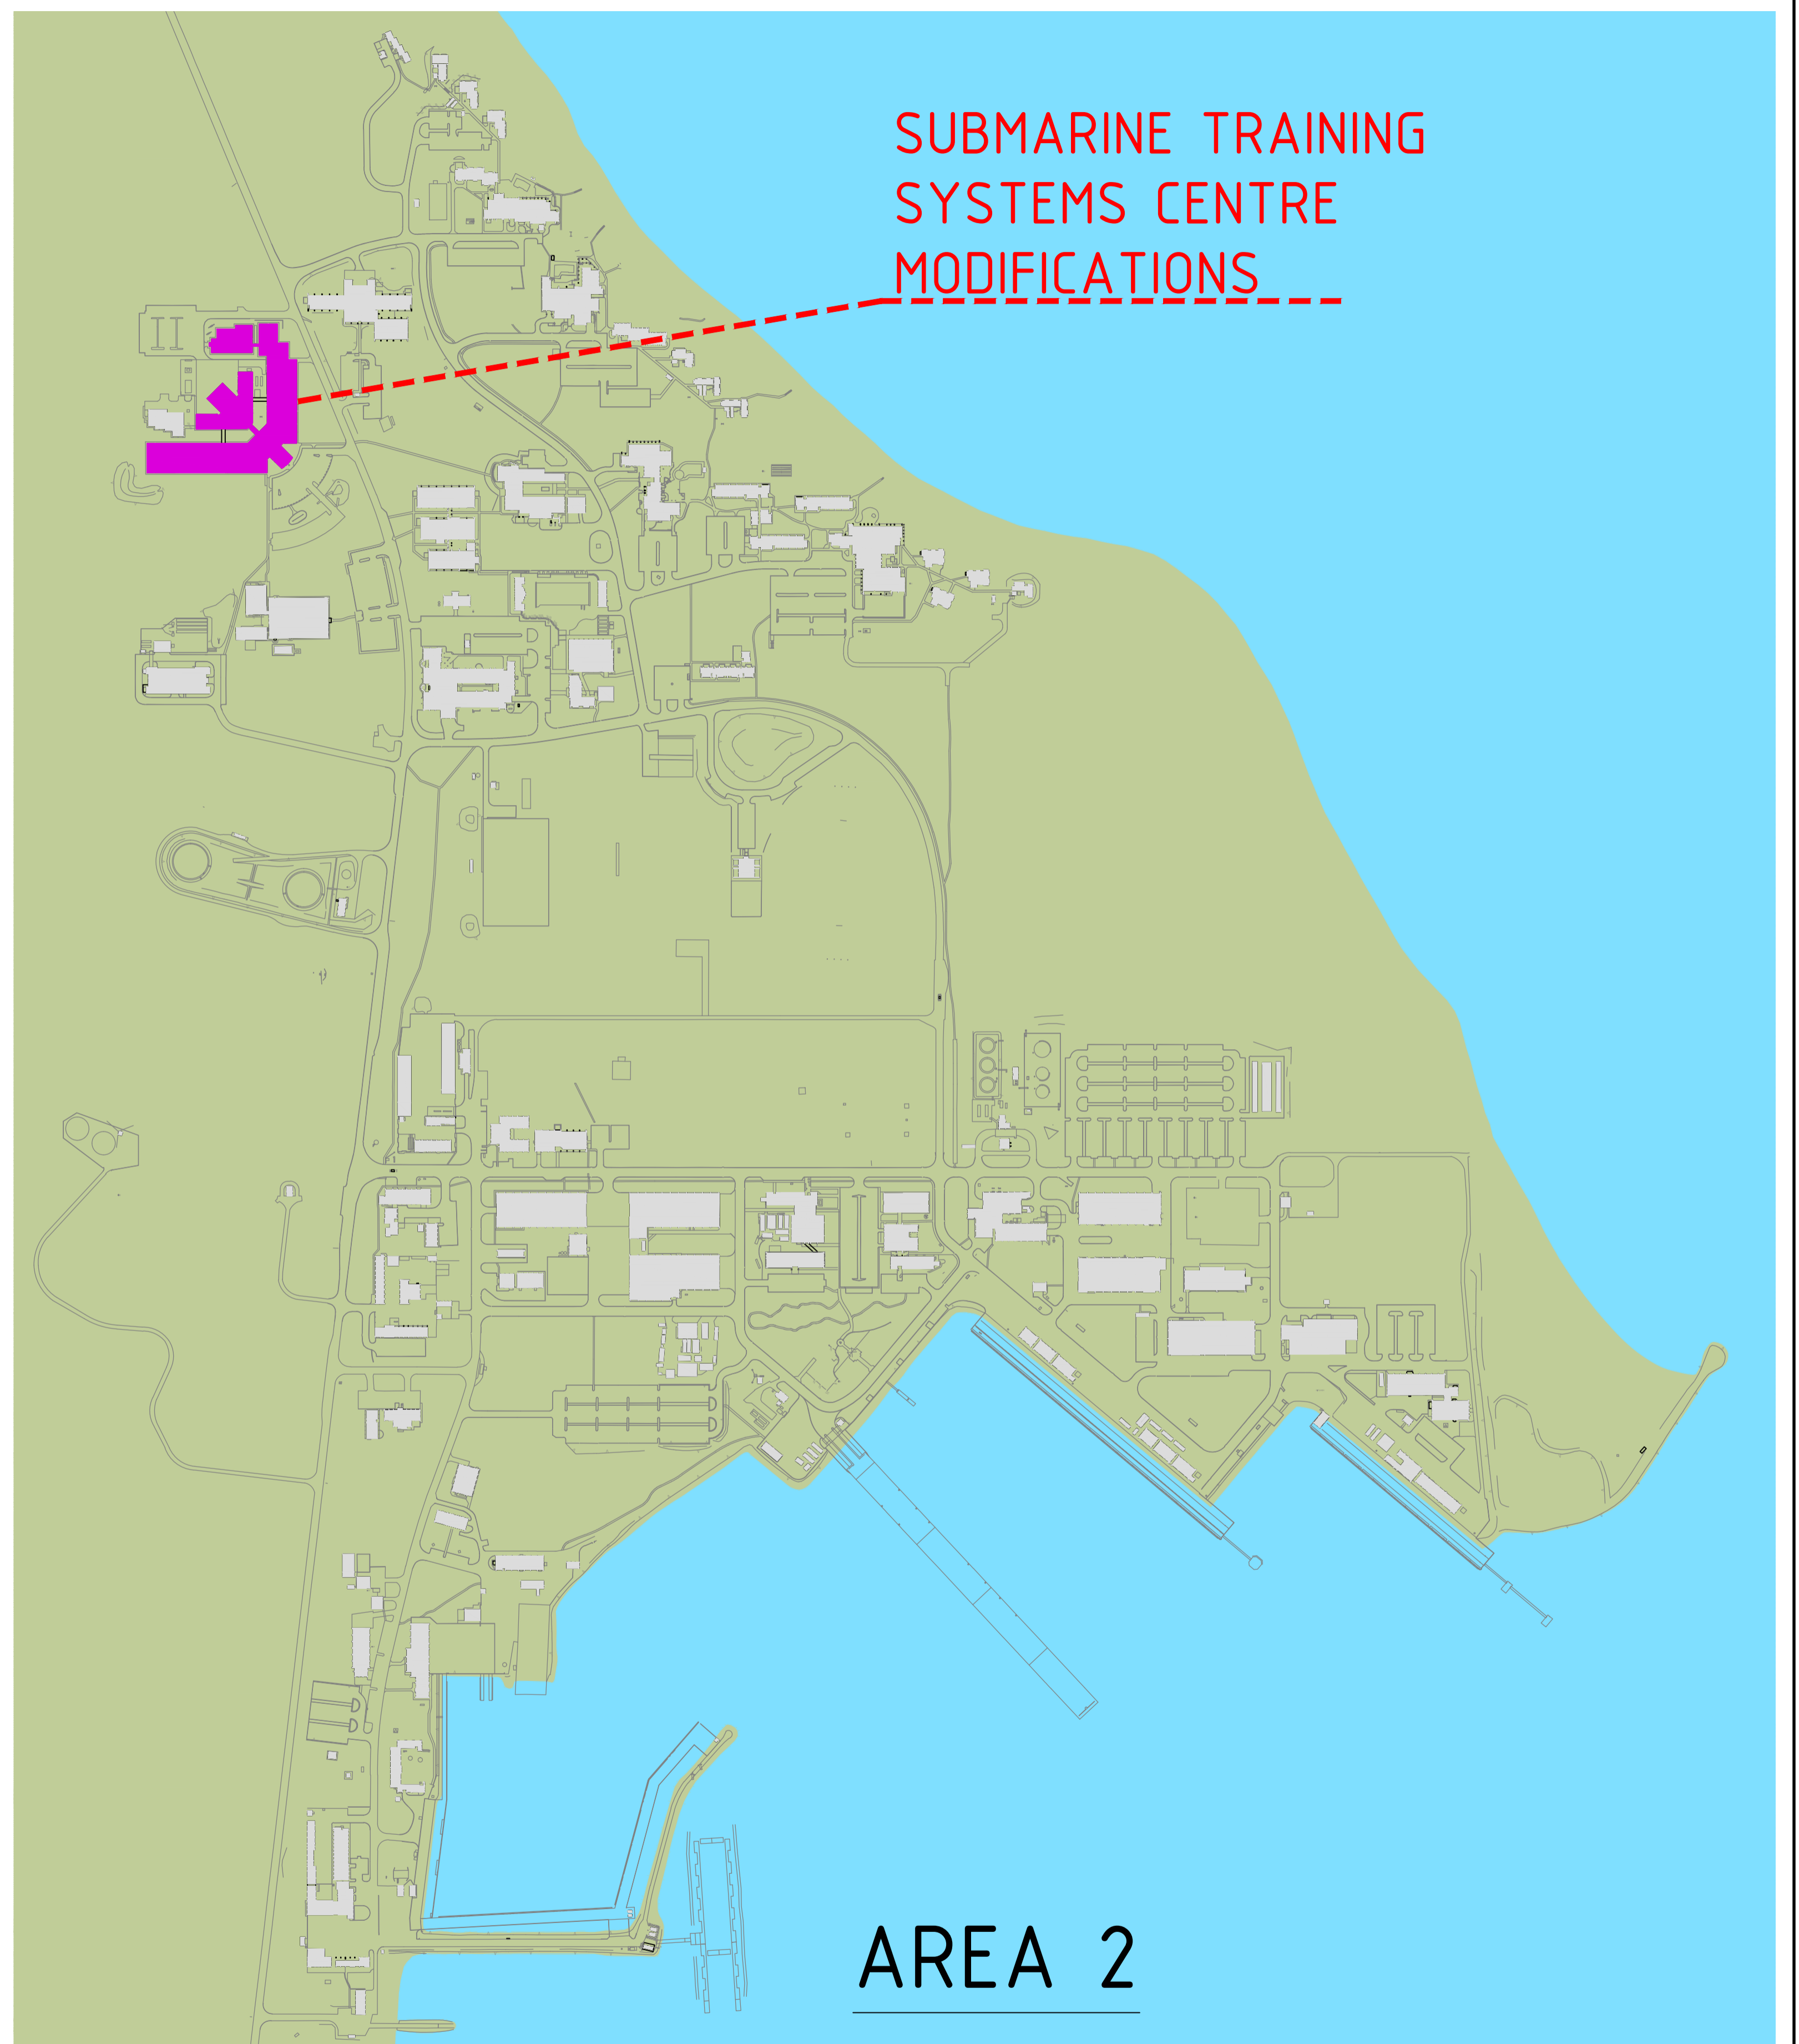 SUBMARINE TRAINING
SYSTEMS CENTRE
MODIFICATIONS
AREA 2